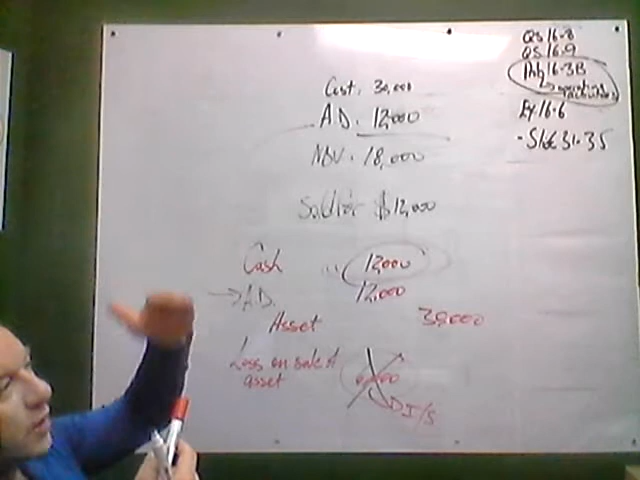 Cost. 30,000
A.D. 12,000
NBV. 18,000
Sold for $12,000
Cash 12,000
→ A.D. 12,000
Asset 30,000
Loss on sale of
asset 6,000
→ I/S
QS 16-8
QS 16-9
Prb 16-3B
→ operating
activities
Ex 16-6
- Slide 31-35